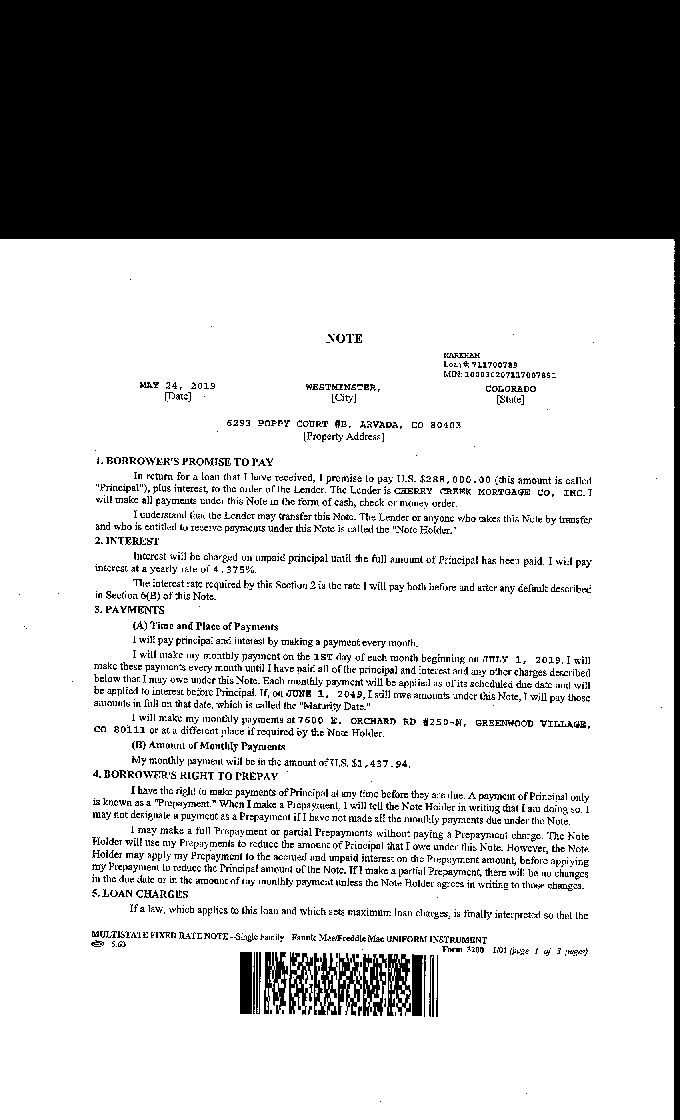 NOTE
MARKHAM
Loan #: 711700789
MIN: 100030207117007891
MAY 24, 2019 WESTMINSTER, COLORADO
[Date] [City] [State]
6293 POPPY COURT #B, ARVADA, CO 80403
[Property Address]
1. BORROWER'S PROMISE TO PAY
In return for a loan that I have received, I promise to pay U.S. $288,000.00 (this amount is called
"Principal"), plus interest, to the order of the Lender. The Lender is CHERRY CREEK MORTGAGE CO, INC. I
will make all payments under this Note in the form of cash, check or money order.
I understand that the Lender may transfer this Note. The Lender or anyone who takes this Note by transfer
and who is entitled to receive payments under this Note is called the "Note Holder."
2. INTEREST
Interest will be charged on unpaid principal until the full amount of Principal has been paid. I will pay
interest at a yearly rate of 4.375%.
The interest rate required by this Section 2 is the rate I will pay both before and after any default described
in Section 6(B) of this Note.
3. PAYMENTS
(A) Time and Place of Payments
I will pay principal and interest by making a payment every month.
I will make my monthly payment on the 1ST day of each month beginning on JULY 1, 2019. I will
make these payments every month until I have paid all of the principal and interest and any other charges described
below that I may owe under this Note. Each monthly payment will be applied as of its scheduled due date and will
be applied to interest before Principal. If, on JUNE 1, 2049, I still owe amounts under this Note, I will pay those
amounts in full on that date, which is called the "Maturity Date."
I will make my monthly payments at 7600 E. ORCHARD RD #250-N, GREENWOOD VILLAGE,
CO 80111 or at a different place if required by the Note Holder.
(B) Amount of Monthly Payments
My monthly payment will be in the amount of U.S. $1,437.94.
4. BORROWER'S RIGHT TO PREPAY
I have the right to make payments of Principal at any time before they are due. A payment of Principal only
is known as a "Prepayment." When I make a Prepayment, I will tell the Note Holder in writing that I am doing so. I
may not designate a payment as a Prepayment if I have not made all the monthly payments due under the Note.
I may make a full Prepayment or partial Prepayments without paying a Prepayment charge. The Note
Holder will use my Prepayments to reduce the amount of Principal that I owe under this Note. However, the Note
Holder may apply my Prepayment to the accrued and unpaid interest on the Prepayment amount, before applying
my Prepayment to reduce the Principal amount of the Note. If I make a partial Prepayment, there will be no changes
in the due date or in the amount of my monthly payment unless the Note Holder agrees in writing to those changes.
5. LOAN CHARGES
If a law, which applies to this loan and which sets maximum loan charges, is finally interpreted so that the
MULTISTATE FIXED RATE NOTE--Single Family--Fannie Mae/Freddie Mac UNIFORM INSTRUMENT
Form 3200 1/01 (page 1 of 3 pages)